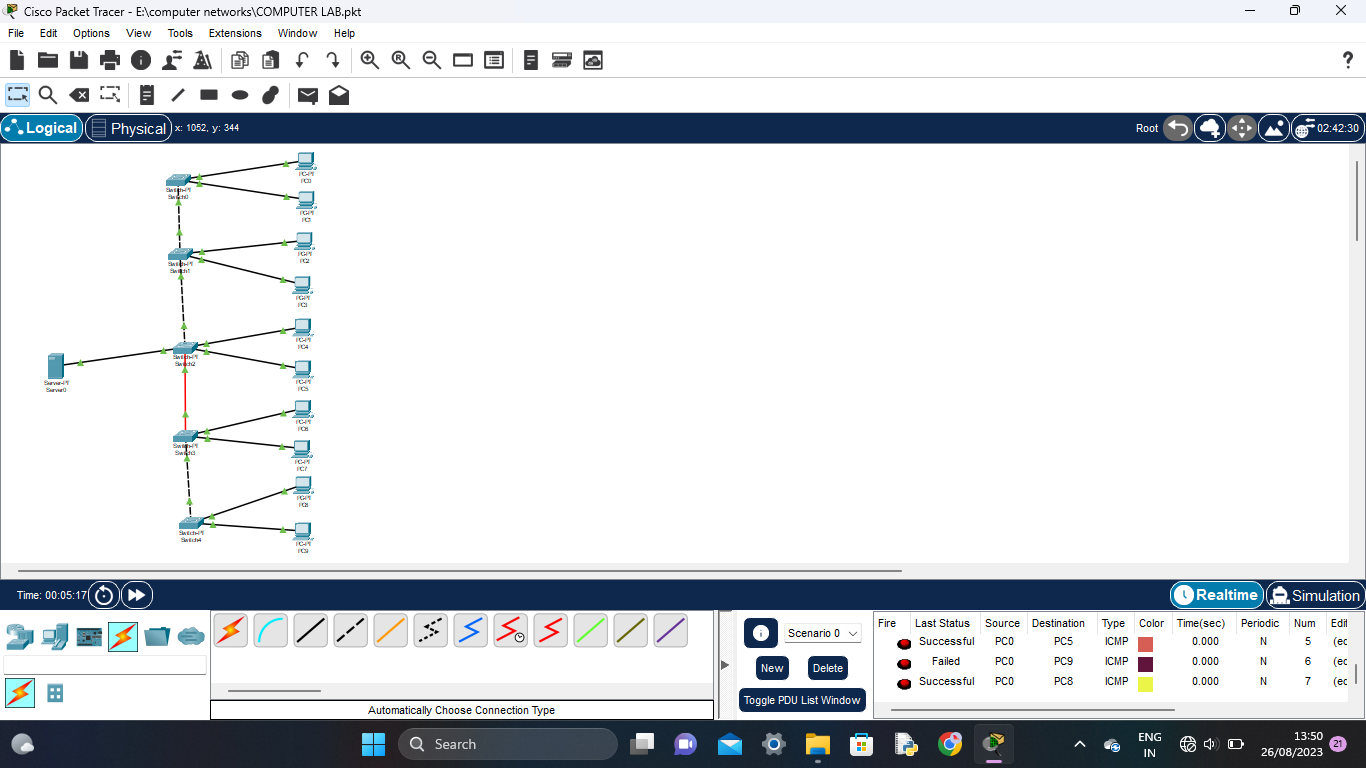 Cisco Packet Tracer - E:\computer networks\COMPUTER LAB.pkt
File Edit Options View Tools Extensions Window Help
?
Logical Physical x: 1052, y: 344 Root 02:42:30
PC-PT
PC0
Switch-PT
Switch0
PC-PT
PC1
PC-PT
PC2
Switch-PT
Switch1
PC-PT
PC3
PC-PT
PC4
Switch-PT
Switch2
PC-PT
PC5
Server-PT
Server0
PC-PT
PC6
Switch-PT
Switch3
PC-PT
PC7
PC-PT
PC8
Switch-PT
Switch4
PC-PT
PC9
Time: 00:05:17 Realtime Simulation
Scenario 0
New Delete
Toggle PDU List Window
Fire Last Status Source Destination Type Color Time(sec) Periodic Num Edit
Successful PC0 PC5 ICMP 0.000 N 5 (ec
Failed PC0 PC9 ICMP 0.000 N 6 (ec
Successful PC0 PC8 ICMP 0.000 N 7 (ec
Automatically Choose Connection Type
Search
ENG
IN
13:50
26/08/2023
21